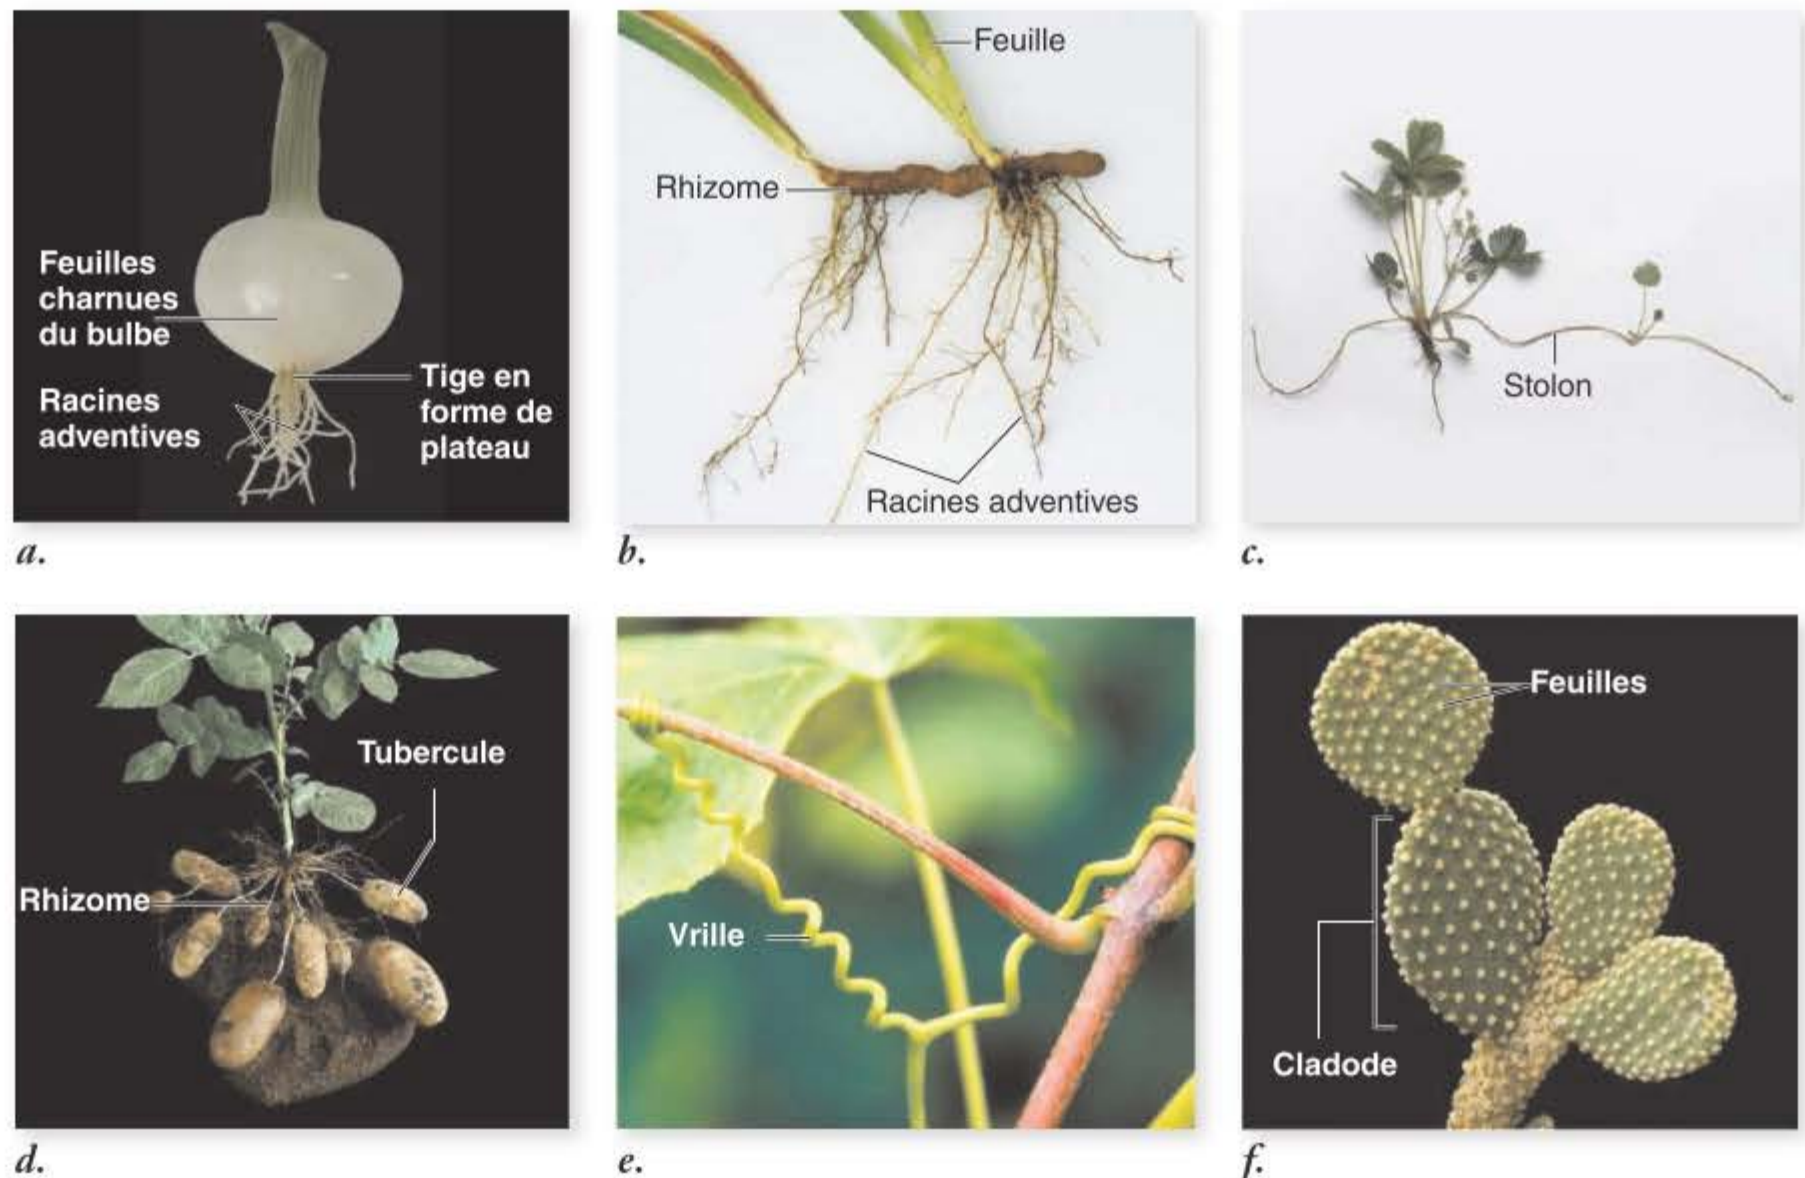 Feuilles
charnues
du bulbe
Racines
adventives
Tige en
forme de
plateau
a.
Feuille
Rhizome
Racines adventives
b.
Stolon
c.
Tubercule
Rhizome
d.
Vrille
e.
Feuilles
Cladode
f.